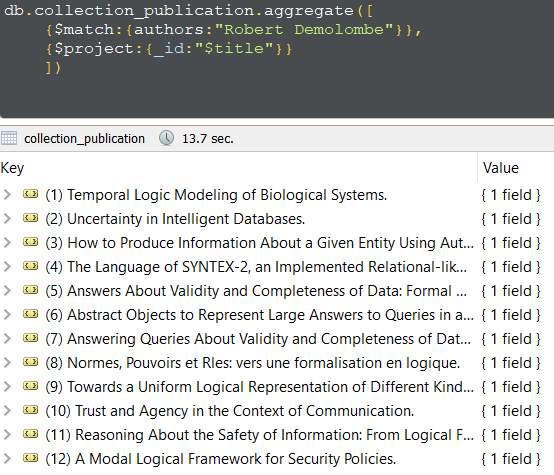 db.collection_publication.aggregate([
{$match:{authors:"Robert Demolombe"}},
{$project:{_id:"$title"}}
])
collection_publication 13.7 sec.
Key Value
(1) Temporal Logic Modeling of Biological Systems. { 1 field }
(2) Uncertainty in Intelligent Databases. { 1 field }
(3) How to Produce Information About a Given Entity Using Aut... { 1 field }
(4) The Language of SYNTEX-2, an Implemented Relational-lik... { 1 field }
(5) Answers About Validity and Completeness of Data: Formal ... { 1 field }
(6) Abstract Objects to Represent Large Answers to Queries in a... { 1 field }
(7) Answering Queries About Validity and Completeness of Dat... { 1 field }
(8) Normes, Pouvoirs et Rles: vers une formalisation en logique. { 1 field }
(9) Towards a Uniform Logical Representation of Different Kind... { 1 field }
(10) Trust and Agency in the Context of Communication. { 1 field }
(11) Reasoning About the Safety of Information: From Logical F... { 1 field }
(12) A Modal Logical Framework for Security Policies. { 1 field }